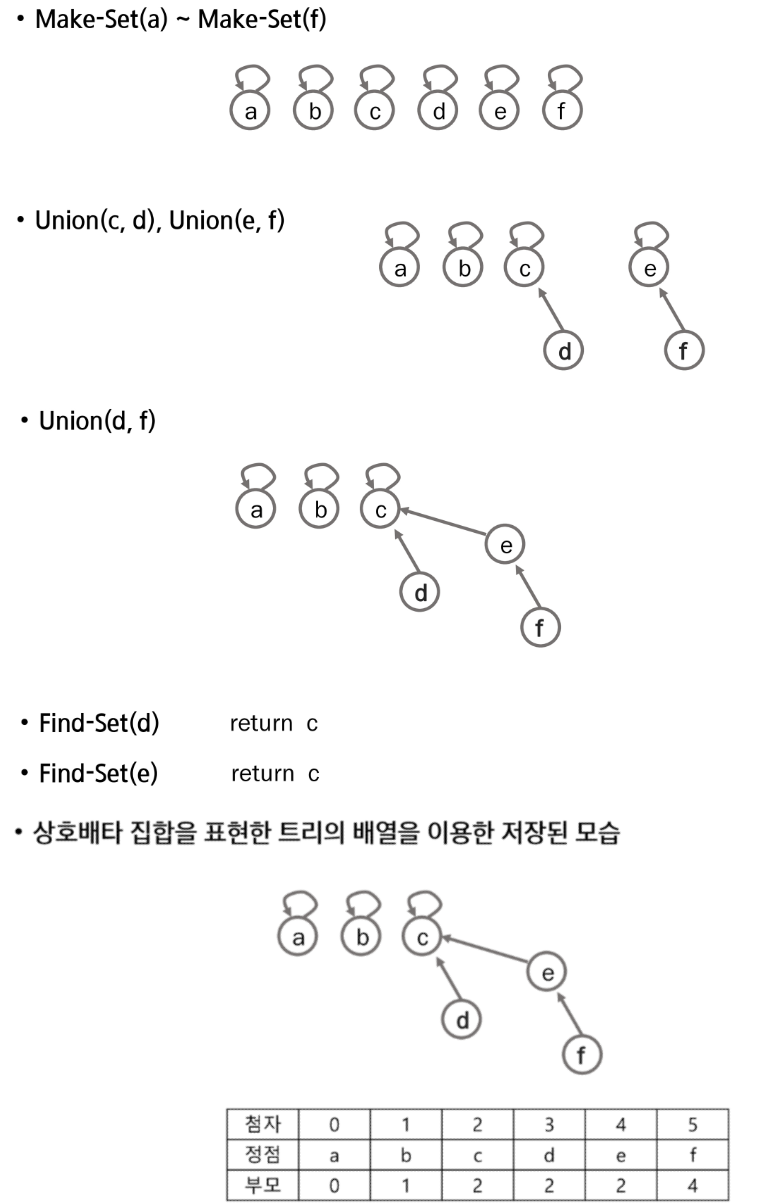 • Make-Set(a) ~ Make-Set(f)
a b c d e f
• Union(c, d), Union(e, f)
a b c e
d f
• Union(d, f)
a b c
e
d
f
• Find-Set(d) return c
• Find-Set(e) return c
• 상호배타 집합을 표현한 트리의 배열을 이용한 저장된 모습
a b c
e
d
f
첨자 0 1 2 3 4 5
정점 a b c d e f
부모 0 1 2 2 2 4